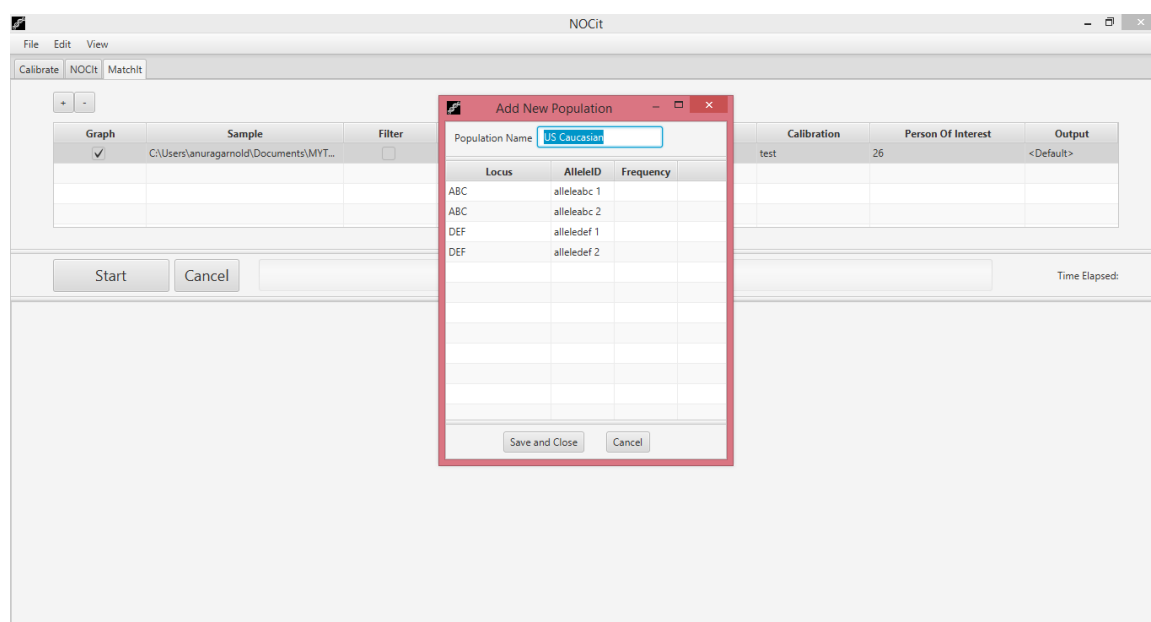 NOCit
File Edit View
Calibrate NOCIt MatchIt
+ -
Add New Population
Graph Sample Filter Calibration Person Of Interest Output
C:\Users\anuragarnold\Documents\MYT... test 26 <Default>
Population Name US Caucasian
Locus AlleleID Frequency
ABC alleleabc 1
ABC alleleabc 2
DEF alleledef 1
DEF alleledef 2
Start Cancel Time Elapsed:
Save and Close Cancel